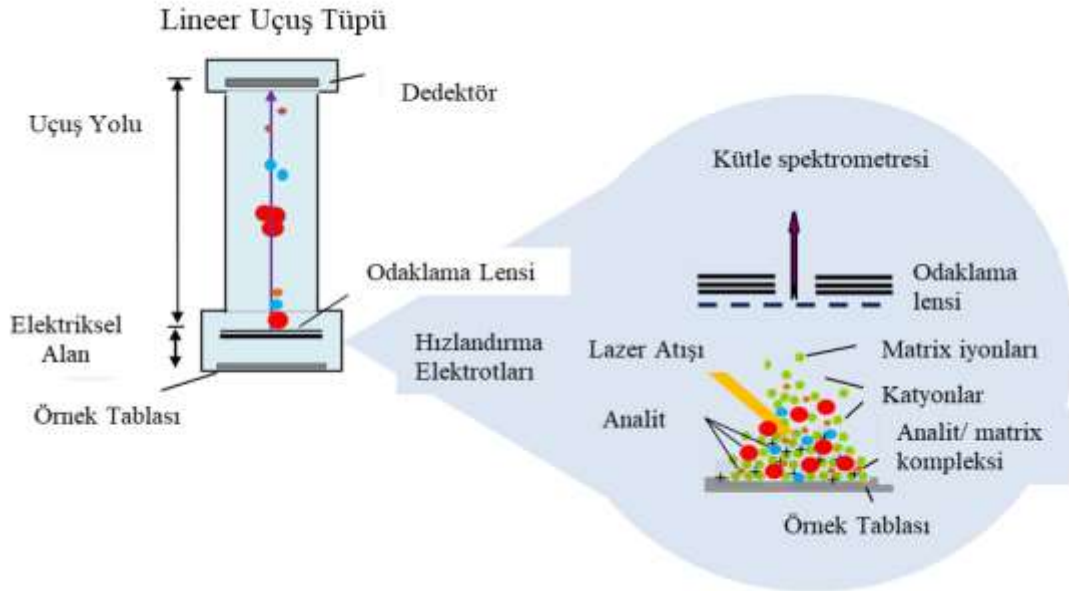 Lineer Uçuş Tüpü
Dedektör
Uçuş Yolu
Odaklama Lensi
Elektriksel
Alan
Hızlandırma
Elektrotları
Örnek Tablası
Kütle spektrometresi
Odaklama
lensi
Lazer Atışı
Matrix iyonları
Katyonlar
Analit
Analit/ matrix
kompleksi
Örnek Tablası